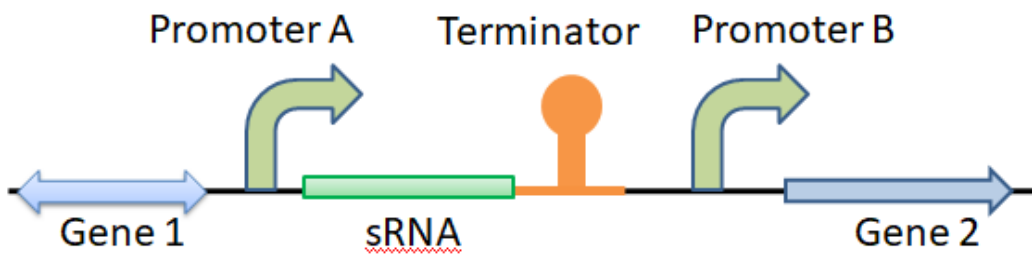 Promoter A
Terminator
Promoter B
Gene 1
sRNA
Gene 2